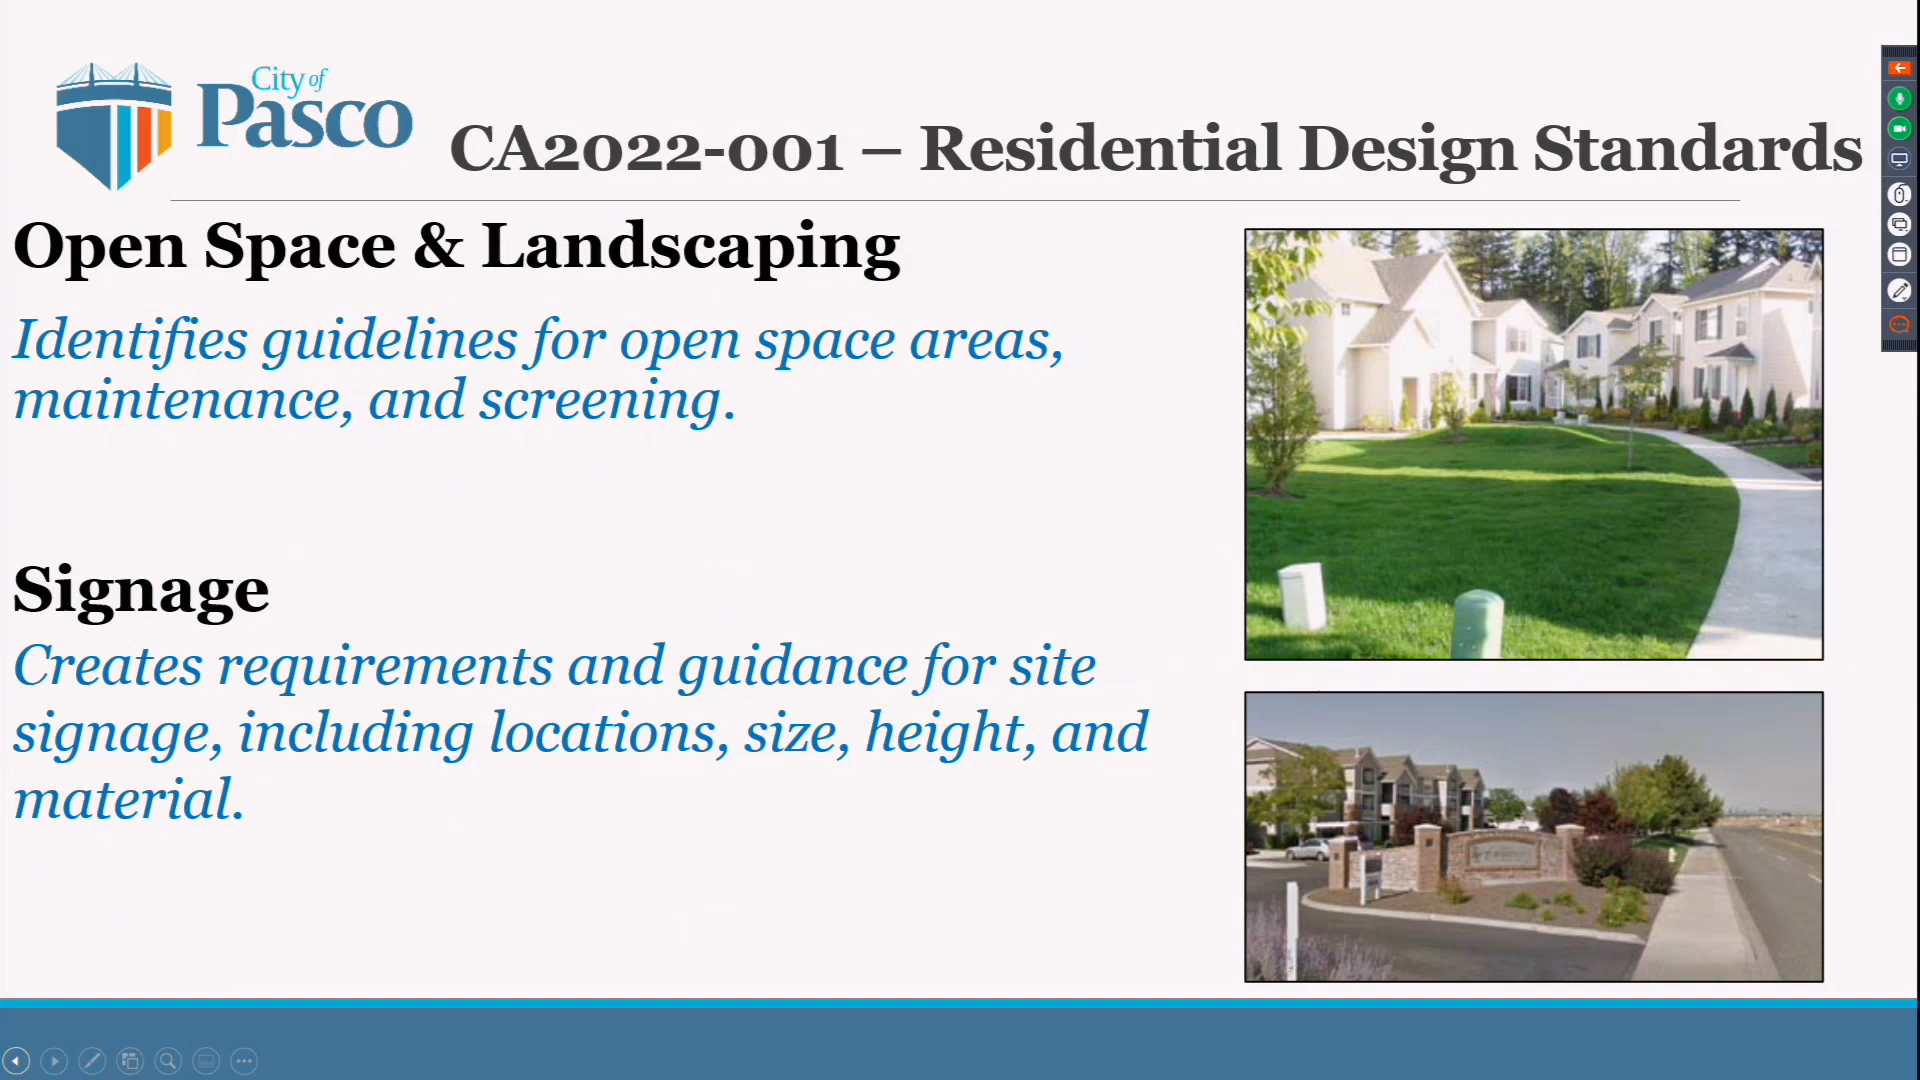 City of
Pasco
CA2022-001 – Residential Design Standards
Open Space & Landscaping
Identifies guidelines for open space areas,
maintenance, and screening.
Signage
Creates requirements and guidance for site
signage, including locations, size, height, and
material.